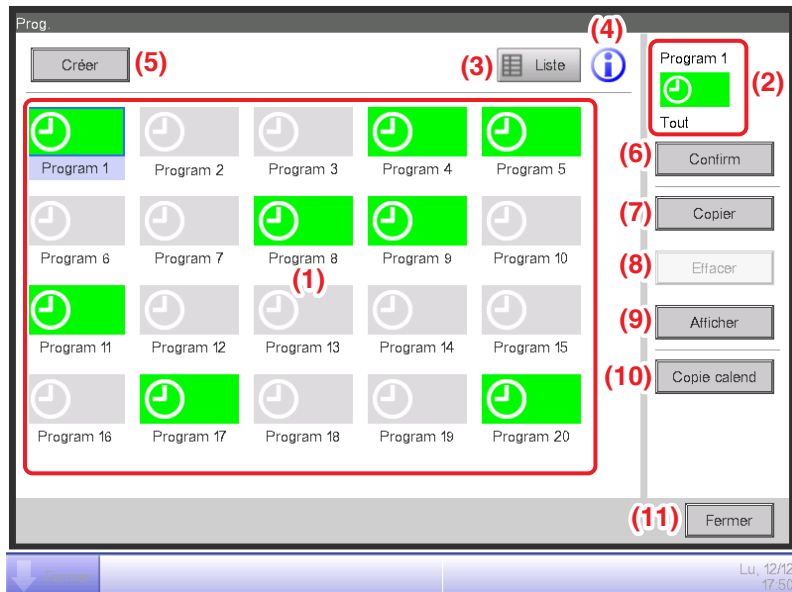 Prog.
Créer
(5)
(3)
Liste
(4)
Program 1
(2)
Tout
Program 1
Program 2
Program 3
Program 4
Program 5
(6)
Confirm
(7)
Copier
Program 6
Program 7
Program 8
Program 9
Program 10
(1)
(8)
Effacer
(9)
Afficher
Program 11
Program 12
Program 13
Program 14
Program 15
(10)
Copie calend
Program 16
Program 17
Program 18
Program 19
Program 20
(11)
Fermer
Fermer
Lu, 12/12
17:50